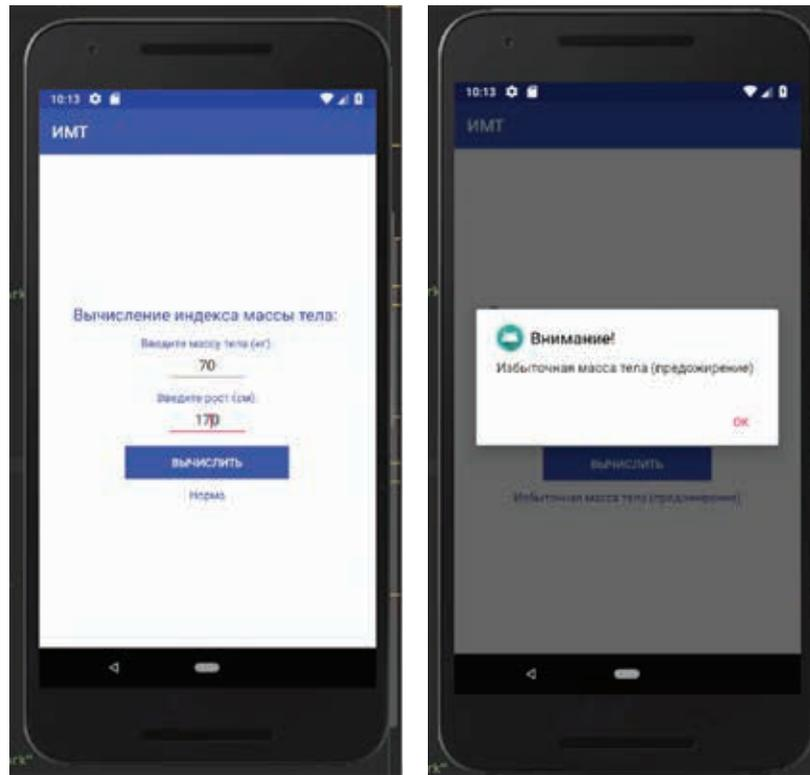 10:13
ИМТ
Вычисление индекса массы тела:
Введите массу тела (кг):
70
Введите рост (см):
170
ВЫЧИСЛИТЬ
Норма
10:13
ИМТ
Внимание!
Избыточная масса тела (предожирение)
ОК
ВЫЧИСЛИТЬ
Избыточная масса тела (предожирение)